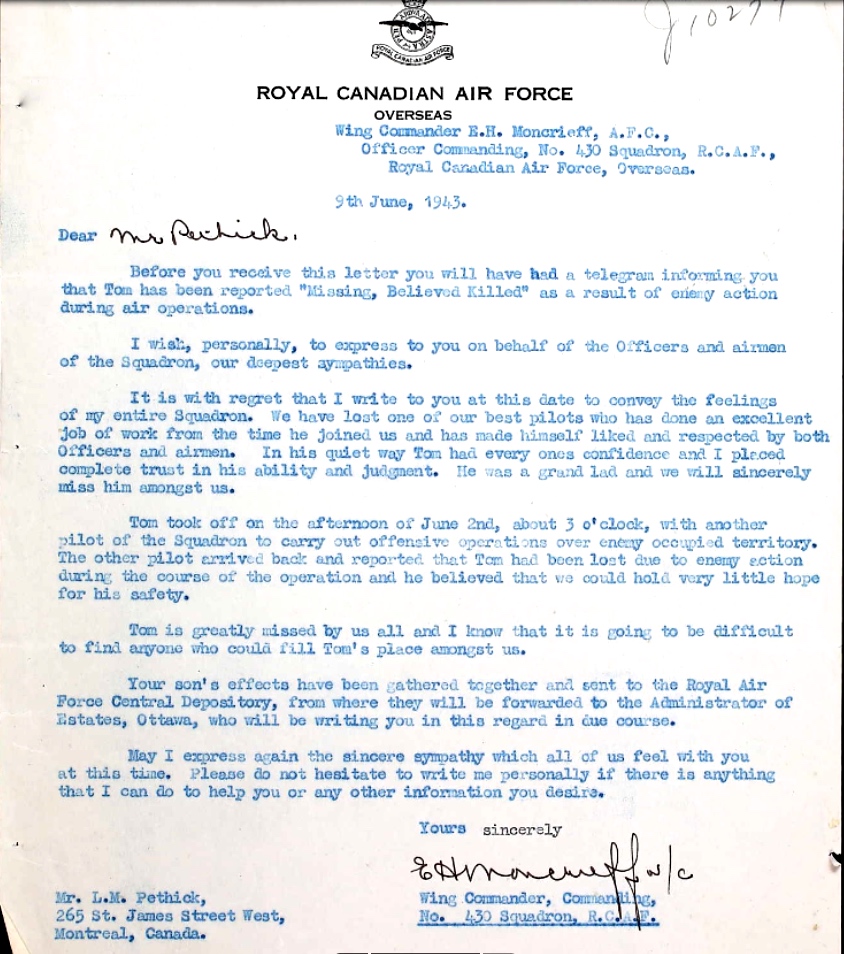 J10277
ROYAL CANADIAN AIR FORCE
ROYAL CANADIAN AIR FORCE
OVERSEAS
Wing Commander E.H. Moncrieff, A.F.C.,
Officer Commanding, No. 430 Squadron, R.C.A.F.,
Royal Canadian Air Force, Overseas.
9th June, 1943.
Dear Mr Pethick.
Before you receive this letter you will have had a telegram informing you
that Tom has been reported "Missing, Believed Killed" as a result of enemy action
during air operations.
I wish, personally, to express to you on behalf of the Officers and airmen
of the Squadron, our deepest sympathies.
It is with regret that I write to you at this date to convey the feelings
of my entire Squadron. We have lost one of our best pilots who has done an excellent
job of work from the time he joined us and has made himself liked and respected by both
Officers and airmen. In his quiet way Tom had every ones confidence and I placed
complete trust in his ability and judgment. He was a grand lad and we will sincerely
miss him amongst us.
Tom took off on the afternoon of June 2nd, about 3 o'clock, with another
pilot of the Squadron to carry out offensive operations over enemy occupied territory.
The other pilot arrived back and reported that Tom had been lost due to enemy action
during the course of the operation and he believed that we could hold very little hope
for his safety.
Tom is greatly missed by us all and I know that it is going to be difficult
to find anyone who could fill Tom's place amongst us.
Your son's effects have been gathered together and sent to the Royal Air
Force Central Depository, from where they will be forwarded to the Administrator of
Estates, Ottawa, who will be writing you in this regard in due course.
May I express again the sincere sympathy which all of us feel with you
at this time. Please do not hesitate to write me personally if there is anything
that I can do to help you or any other information you desire.
Yours sincerely
E H Moncrieff W/C
Wing Commander, Commanding,
No. 430 Squadron, R.C.A.F.
Mr. L.M. Pethick,
265 St. James Street West,
Montreal, Canada.